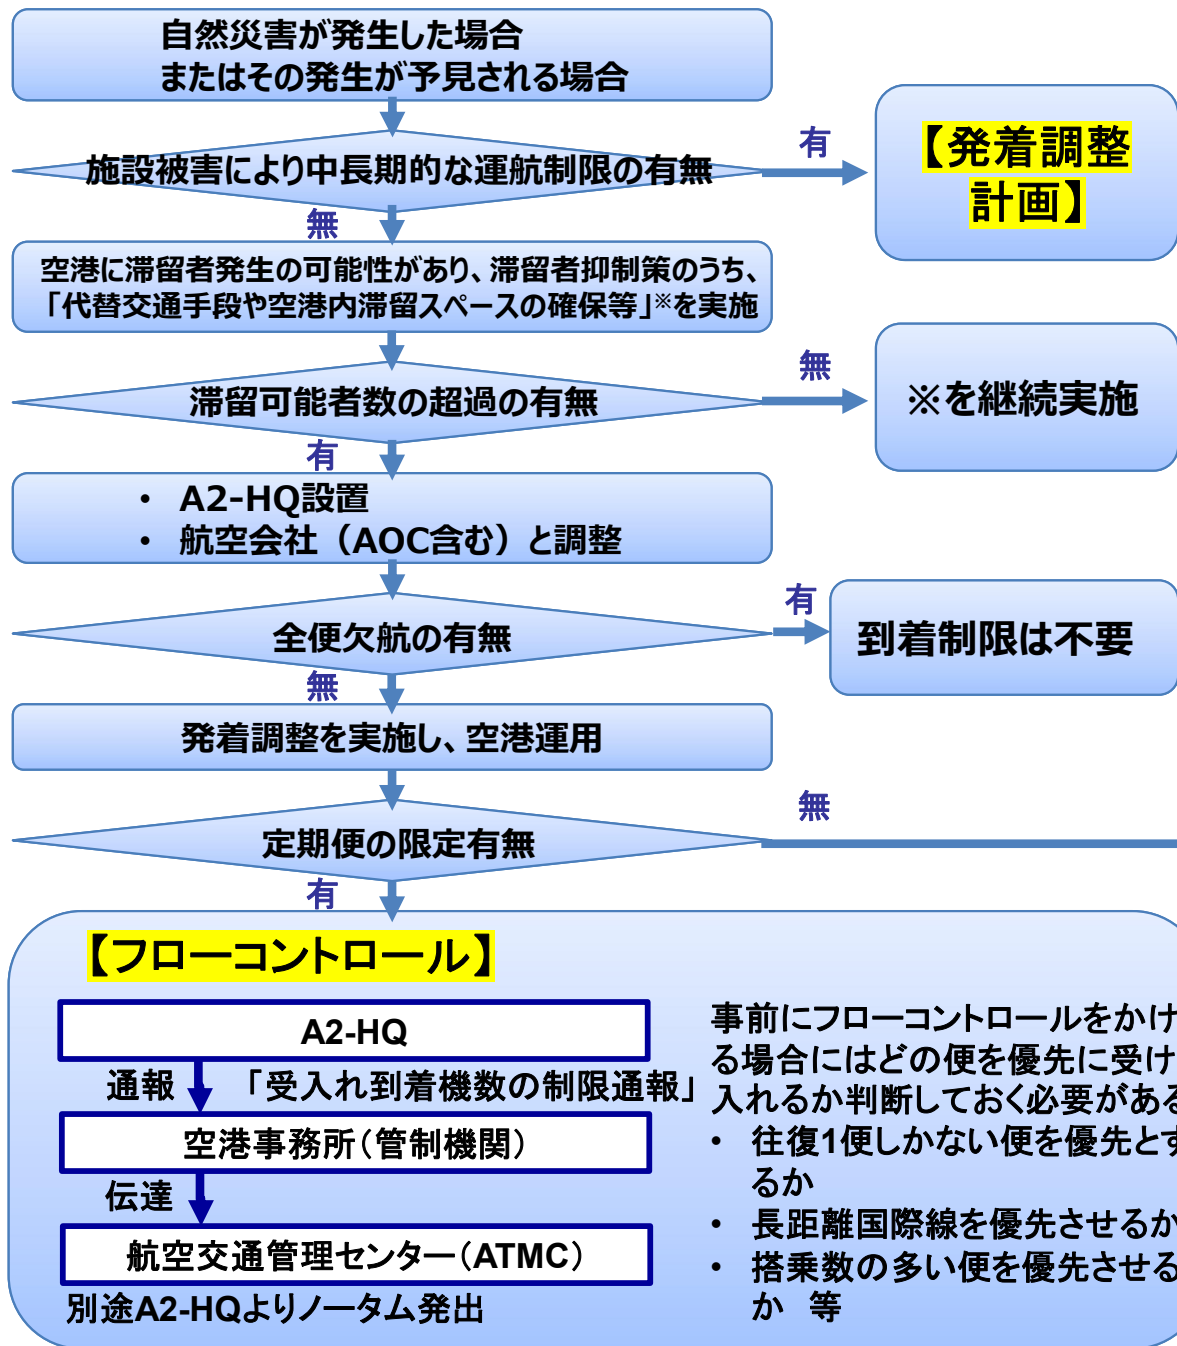 自然災害が発生した場合
またはその発生が予見される場合
施設被害により中長期的な運航制限の有無
有
【発着調整
計画】
無
空港に滞留者発生の可能性があり、滞留者抑制策のうち、
「代替交通手段や空港内滞留スペースの確保等」※を実施
滞留可能者数の超過の有無
無
※を継続実施
有
・ A2-HQ設置
・ 航空会社（AOC含む）と調整
全便欠航の有無
有
到着制限は不要
無
発着調整を実施し、空港運用
定期便の限定有無
無
有
【フローコントロール】
A2-HQ
通報 「受入れ到着機数の制限通報」
空港事務所（管制機関）
伝達
航空交通管理センター（ATMC）
別途A2-HQよりノータム発出
事前にフローコントロールをかけ
る場合にはどの便を優先に受け
入れるか判断しておく必要がある
・ 往復1便しかない便を優先とす
るか
・ 長距離国際線を優先させるか
・ 搭乗数の多い便を優先させる
か 等